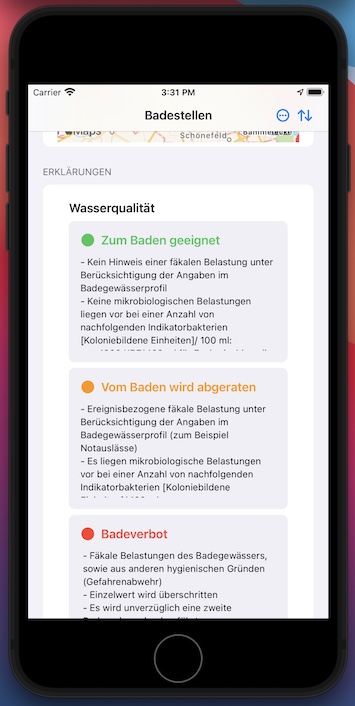 Carrier 3:31 PM
Badestellen
Maps
Schönefeld
ERKLÄRUNGEN
Wasserqualität
Zum Baden geeignet
- Kein Hinweis einer fäkalen Belastung unter
Berücksichtigung der Angaben im
Badegewässerprofil
- Keine mikrobiologischen Belastungen
liegen vor bei einer Anzahl von
nachfolgenden Indikatorbakterien
[Koloniebildene Einheiten]/ 100 ml:
Vom Baden wird abgeraten
- Ereignisbezogene fäkale Belastung unter
Berücksichtigung der Angaben im
Badegewässerprofil (zum Beispiel
Notauslässe)
- Es liegen mikrobiologische Belastungen
vor bei einer Anzahl von nachfolgenden
Indikatorbakterien [Koloniebildene
Badeverbot
- Fäkale Belastungen des Badegewässers,
sowie aus anderen hygienischen Gründen
(Gefahrenabwehr)
- Einzelwert wird überschritten
- Es wird unverzüglich eine zweite